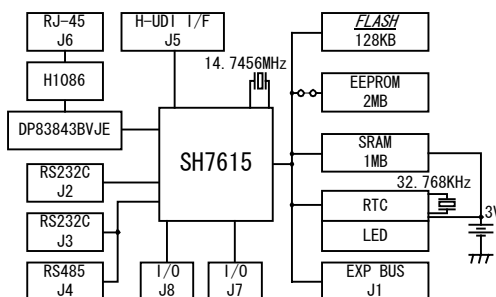 RJ-45
J6
H-UDI I/F
J5
FLASH
128KB
14.7456MHz
H1086
EEPROM
2MB
DP83843BVJE
SH7615
SRAM
1MB
RS232C
J2
32.768KHz
RTC
3V
RS232C
J3
LED
RS485
J4
I/O
J8
I/O
J7
EXP BUS
J1